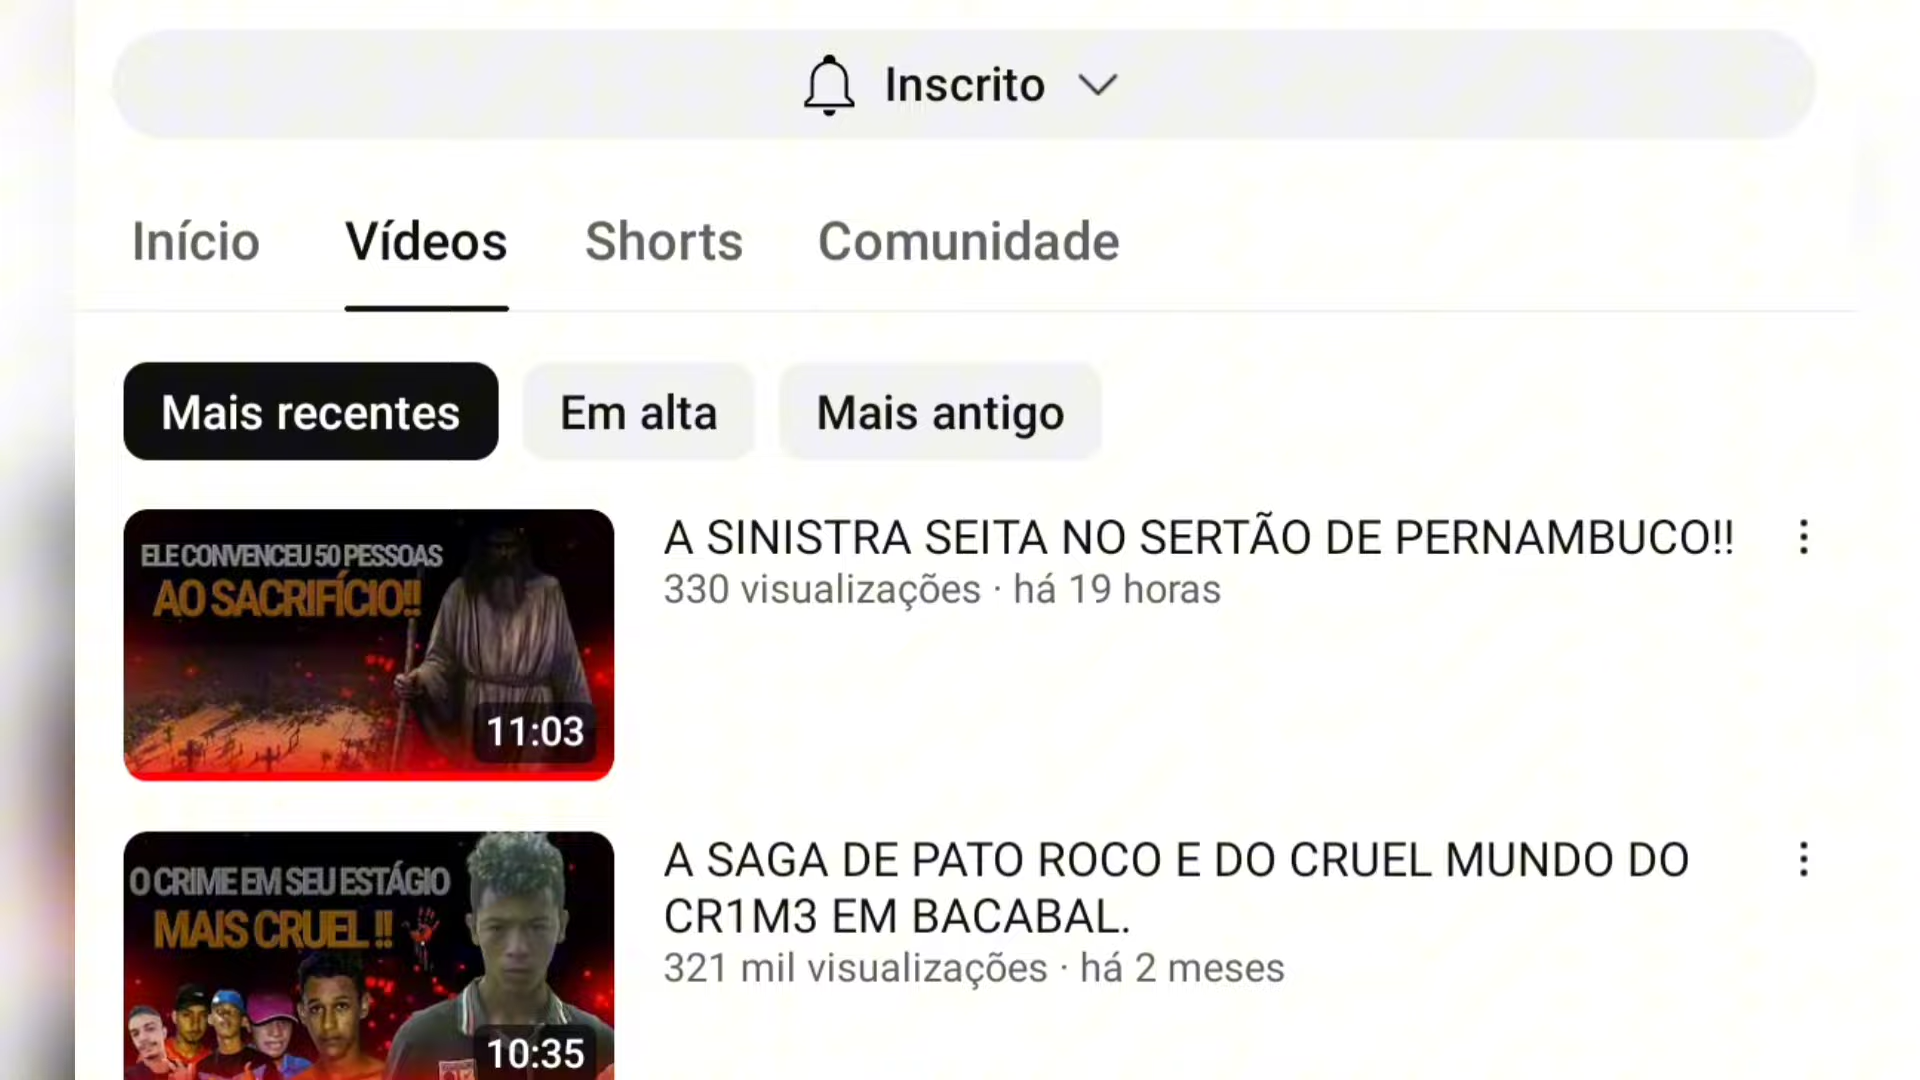 Inscrito
Início Vídeos Shorts Comunidade
Mais recentes Em alta Mais antigo
ELE CONVENCEU 50 PESSOAS
AO SACRIFÍCIO!!
11:03
A SINISTRA SEITA NO SERTÃO DE PERNAMBUCO!!
330 visualizações · há 19 horas
O CRIME EM SEU ESTÁGIO
MAIS CRUEL !!
10:35
A SAGA DE PATO ROCO E DO CRUEL MUNDO DO
CR1M3 EM BACABAL.
321 mil visualizações · há 2 meses